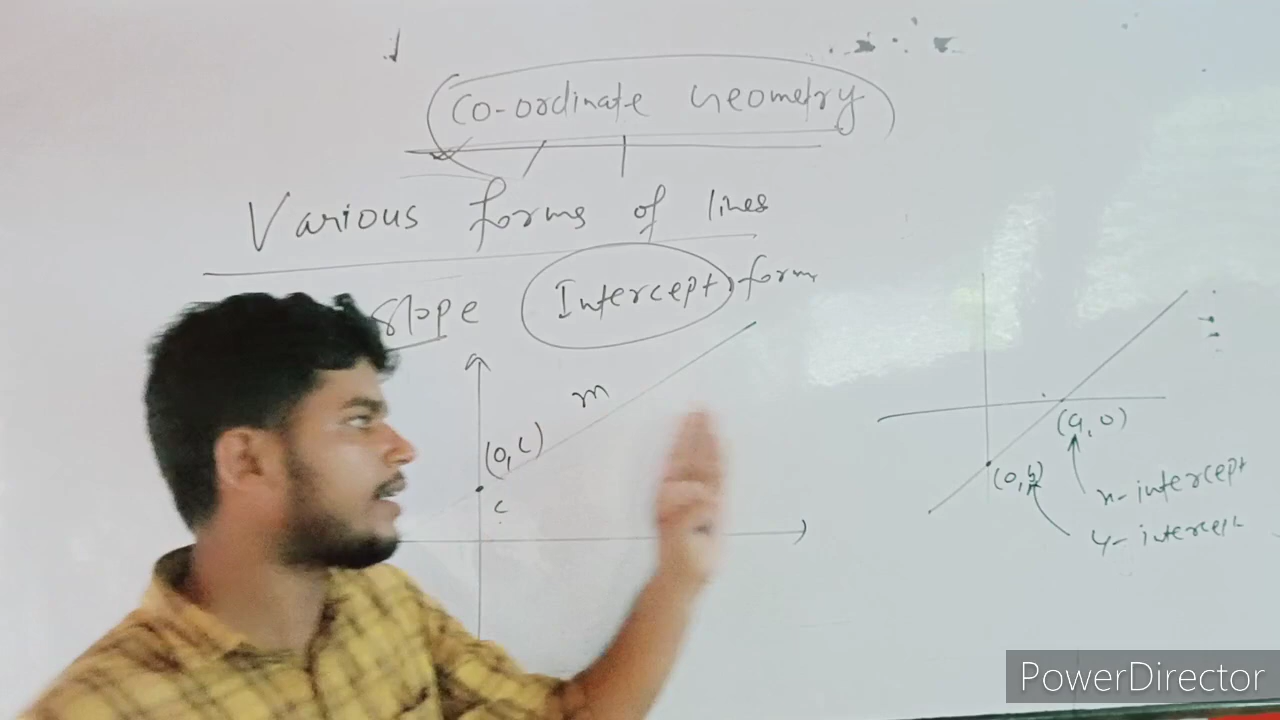 Co-ordinate Geometry
Various forms of lines
Slope Intercept form
m
(0, c)
c
(a, 0)
(0, b)
x-intercept
y-intercept
PowerDirector